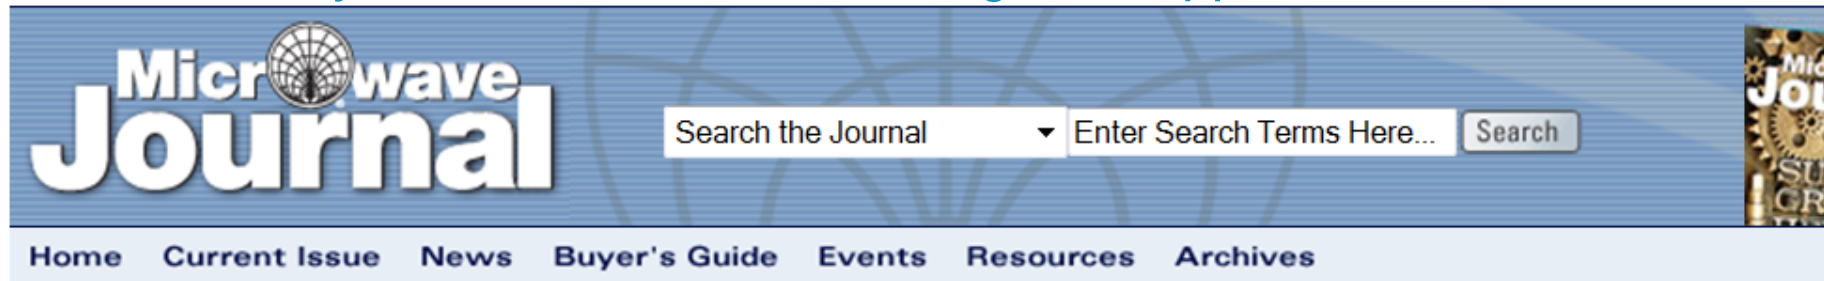 Microwave
Journal
Search the Journal
Enter Search Terms Here...
Search
Home Current Issue News Buyer's Guide Events Resources Archives